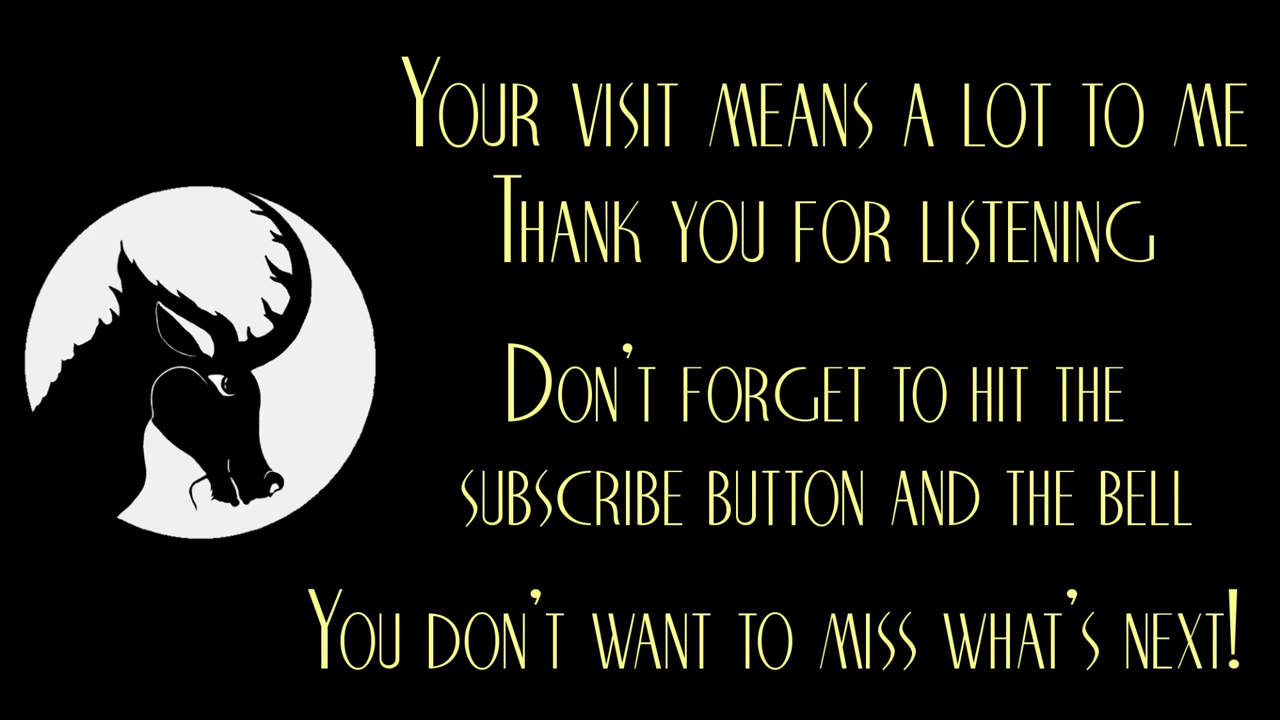 Your visit means a lot to me
Thank you for listening
Don't forget to hit the
subscribe button and the bell
You don't want to miss what's next!